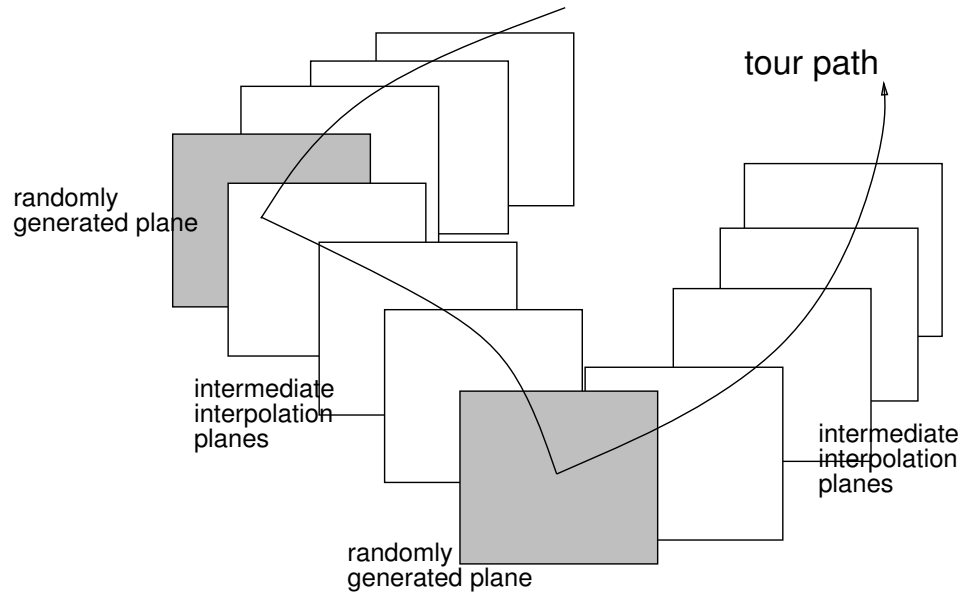 tour path
randomly
generated plane
intermediate
interpolation
planes
intermediate
interpolation
planes
randomly
generated plane